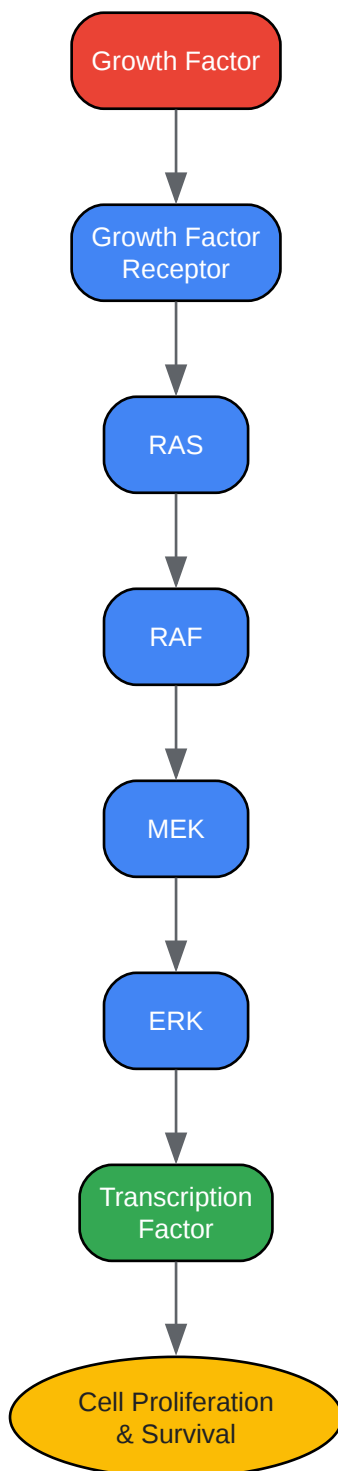 Growth Factor
Growth Factor
Receptor
RAS
RAF
MEK
ERK
Transcription
Factor
Cell Proliferation
& Survival